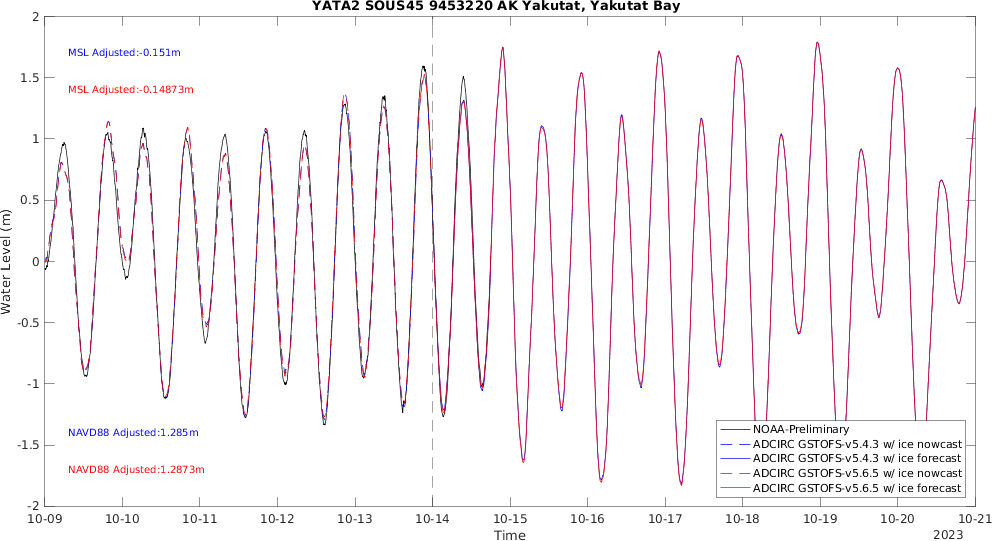 YATA2 SOUS45 9453220 AK Yakutat, Yakutat Bay
2
1.5
1
0.5
0
-0.5
-1
-1.5
-2
Water Level (m)
MSL Adjusted:-0.151m
MSL Adjusted:-0.14873m
NAVD88 Adjusted:1.285m
NAVD88 Adjusted:1.2873m
NOAA-Preliminary
ADCIRC GSTOFS-v5.4.3 w/ ice nowcast
ADCIRC GSTOFS-v5.4.3 w/ ice forecast
ADCIRC GSTOFS-v5.6.5 w/ ice nowcast
ADCIRC GSTOFS-v5.6.5 w/ ice forecast
10-09 10-10 10-11 10-12 10-13 10-14 10-15 10-16 10-17 10-18 10-19 10-20 10-21
Time
2023